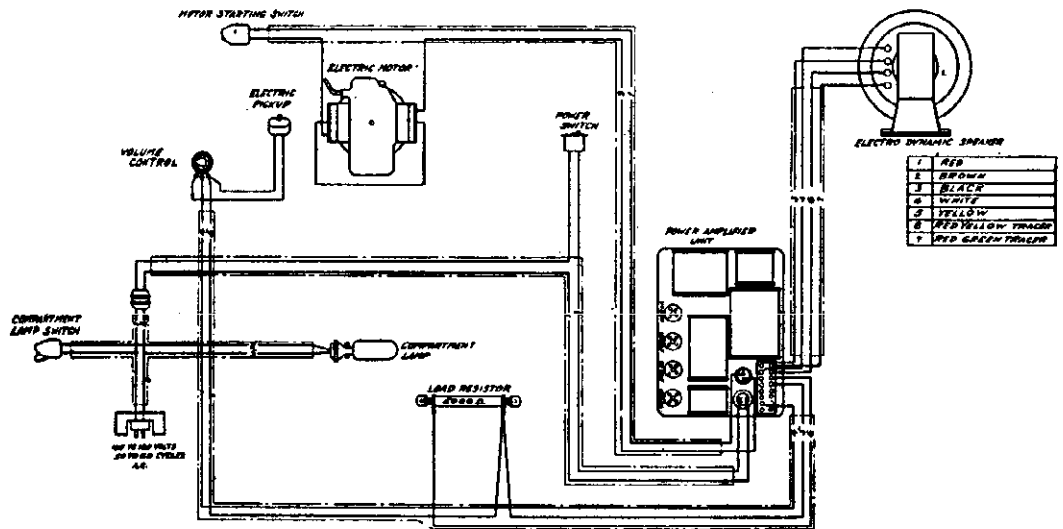 MOTOR STARTING SWITCH
ELECTRIC MOTOR
ELECTRIC
PICKUP
VOLUME
CONTROL
POWER
SWITCH
ELECTRO DYNAMIC SPEAKER
1 RED
2 BROWN
3 BLACK
4 WHITE
5 YELLOW
6 RED YELLOW TRACER
7 RED GREEN TRACER
POWER AMPLIFIER
UNIT
COMPARTMENT
LAMP SWITCH
COMPARTMENT
LAMP
LOAD RESISTOR
VOLTS
CYCLES